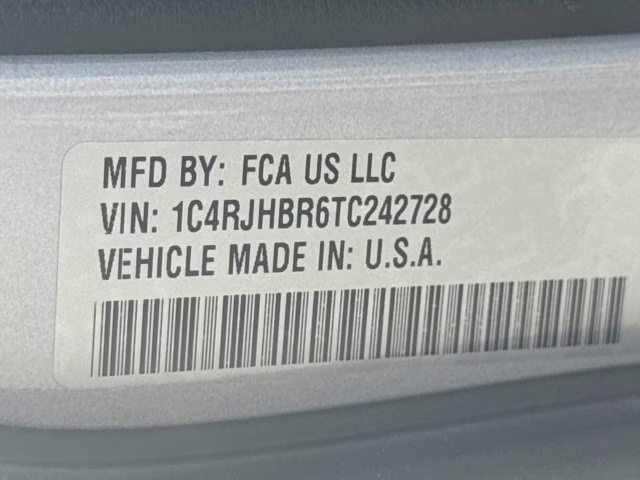 MFD BY: FCA US LLC
VIN: 1C4RJHBR6TC242728
VEHICLE MADE IN: U.S.A.